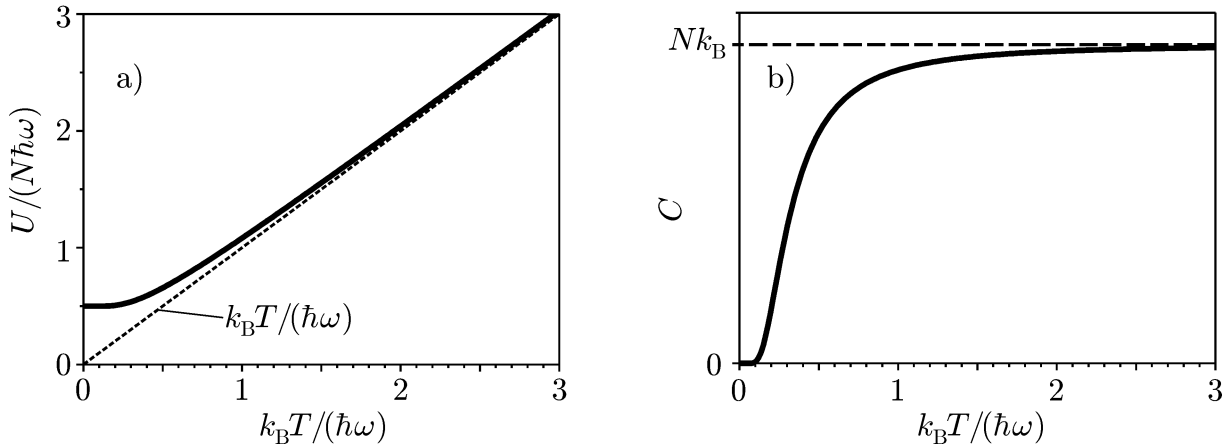 3
2
1
0
U/(Nħω)
a)
k_BT/(ħω)
0 1 2 3
k_BT/(ħω)
Nk_B
b)
C
0
0 1 2 3
k_BT/(ħω)